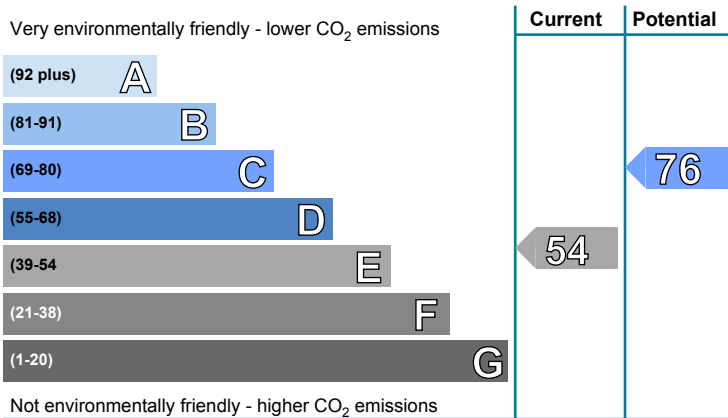 Current Potential
Very environmentally friendly - lower CO2 emissions
(92 plus) A
(81-91) B
(69-80) C
76
(55-68) D
54
(39-54 E
(21-38) F
(1-20) G
Not environmentally friendly - higher CO2 emissions